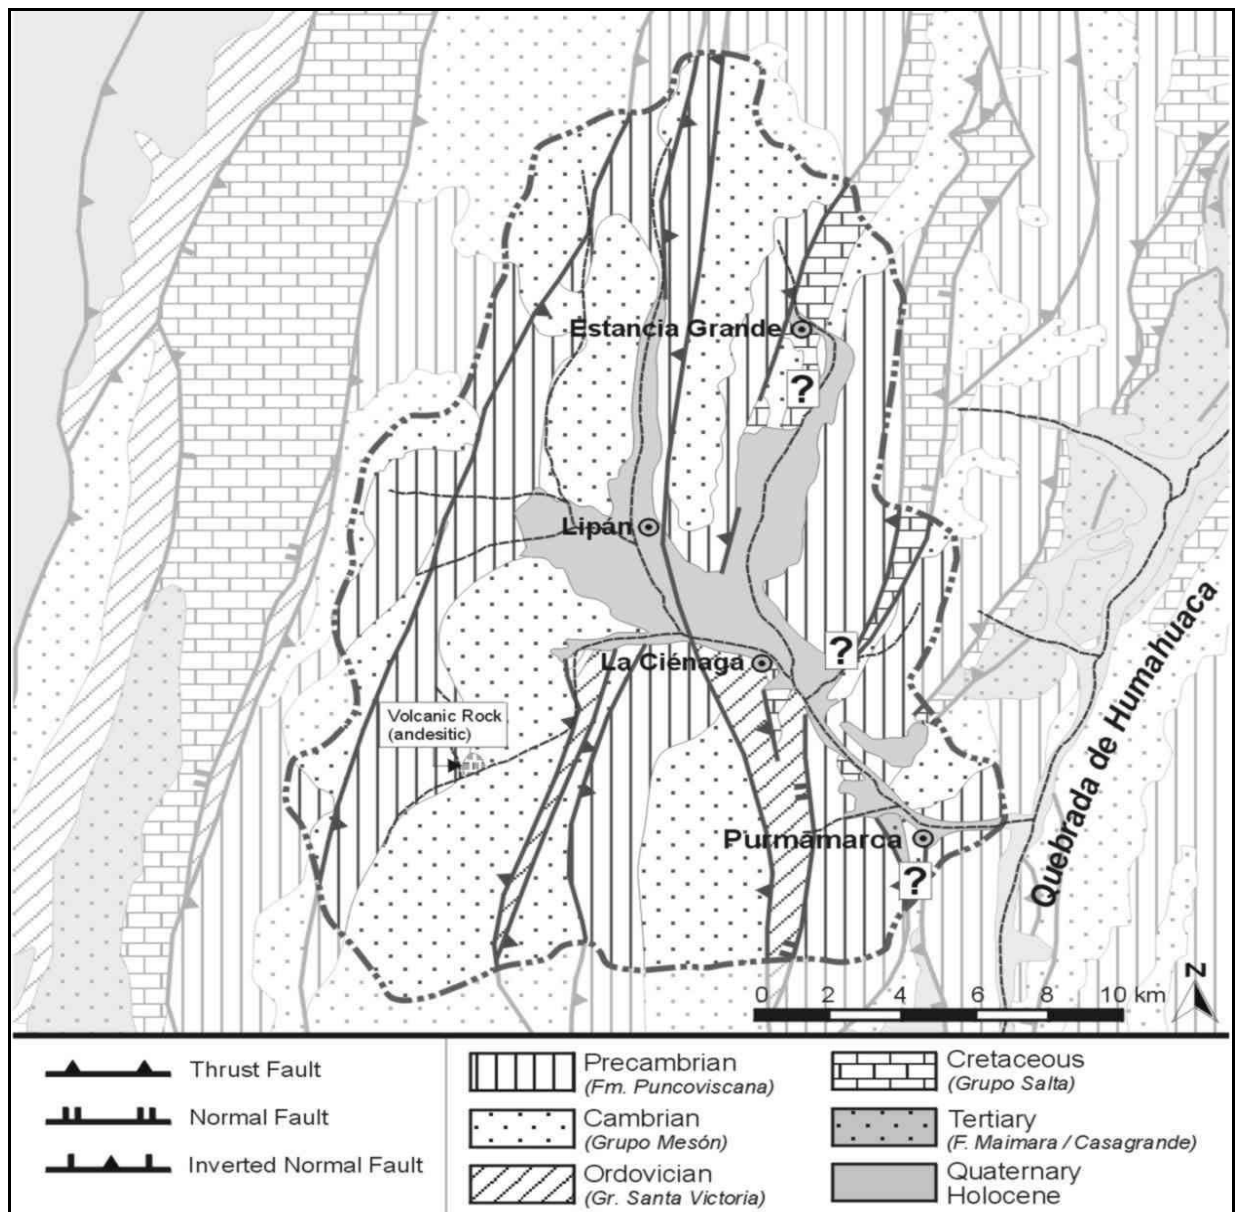 Estancia Grande
?
Lipán
La Ciénaga
?
Volcanic Rock
(andesitic)
Quebrada de Humahuaca
Purmamarca
?
N
0 2 4 6 8 10 km
Thrust Fault
Normal Fault
Inverted Normal Fault
Precambrian
(Fm. Puncoviscana)
Cambrian
(Grupo Mesón)
Ordovician
(Gr. Santa Victoria)
Cretaceous
(Grupo Salta)
Tertiary
(F. Maimara / Casagrande)
Quaternary
Holocene